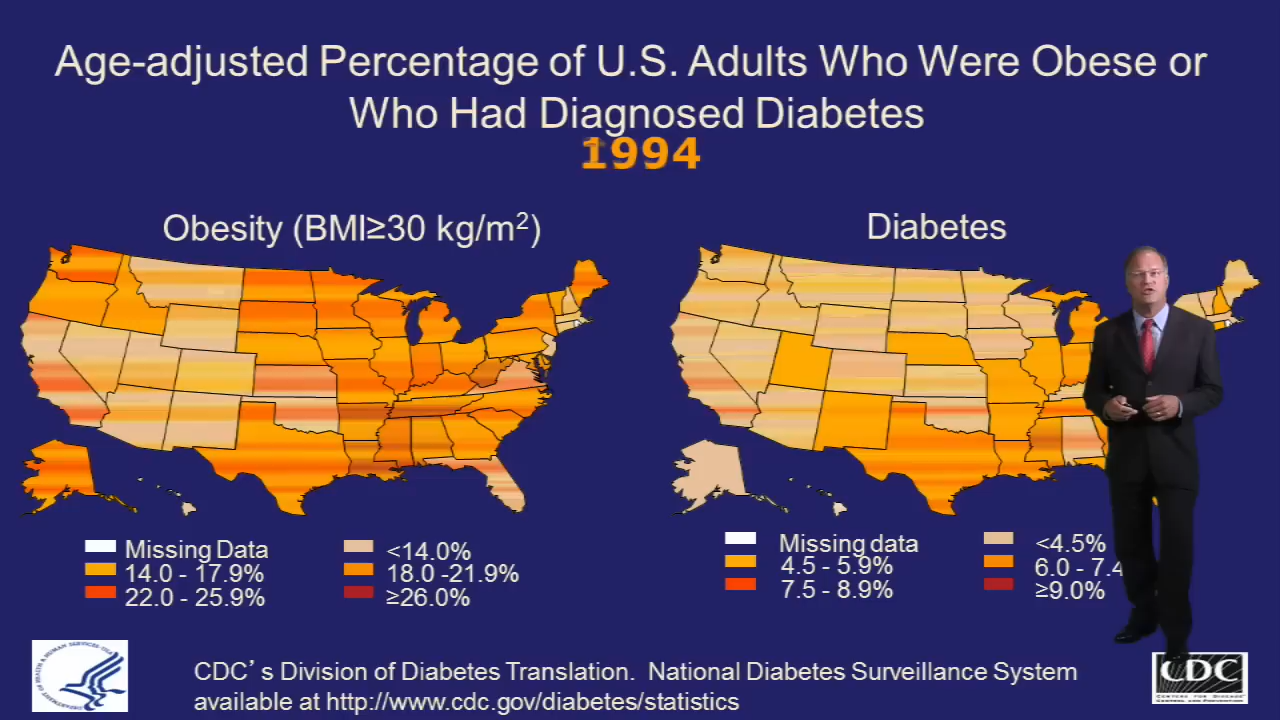 Age-adjusted Percentage of U.S. Adults Who Were Obese or
Who Had Diagnosed Diabetes
1994
Obesity (BMI≥30 kg/m²)
Diabetes
Missing Data
<14.0%
14.0 - 17.9%
18.0 -21.9%
22.0 - 25.9%
≥26.0%
Missing data
<4.5%
4.5 - 5.9%
6.0 - 7.4
7.5 - 8.9%
≥9.0%
CDC’s Division of Diabetes Translation. National Diabetes Surveillance System
available at http://www.cdc.gov/diabetes/statistics
CDC